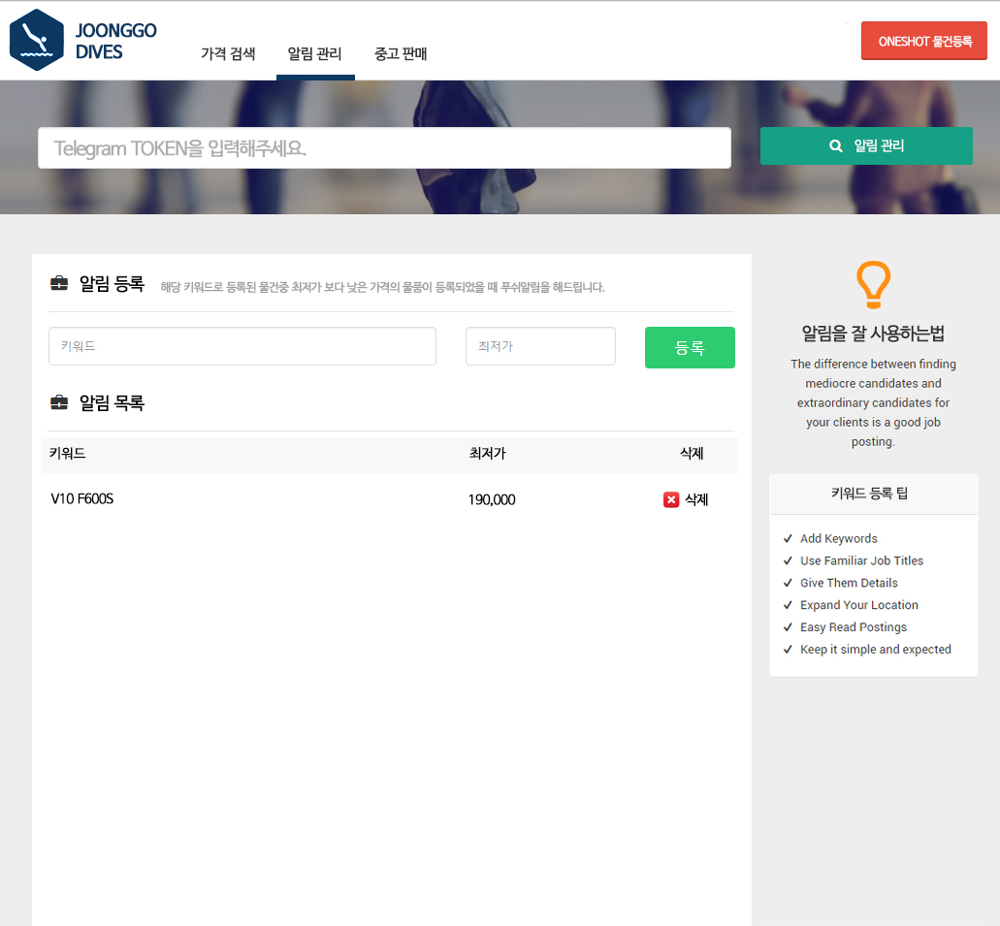 JOONGGO
DIVES
가격 검색
알림 관리
중고 판매
ONESHOT 물건등록
Telegram TOKEN을 입력해주세요.
알림 관리
알림 등록
해당 키워드로 등록된 물건중 최저가 보다 낮은 가격의 물품이 등록되었을 때 푸쉬알림을 해드립니다.
키워드
최저가
등록
알림 목록
키워드
최저가
삭제
V10 F600S
190,000
삭제
알림을 잘 사용하는법
The difference between finding
mediocre candidates and
extraordinary candidates for
your clients is a good job
posting.
키워드 등록 팁
Add Keywords
Use Familiar Job Titles
Give Them Details
Expand Your Location
Easy Read Postings
Keep it simple and expected